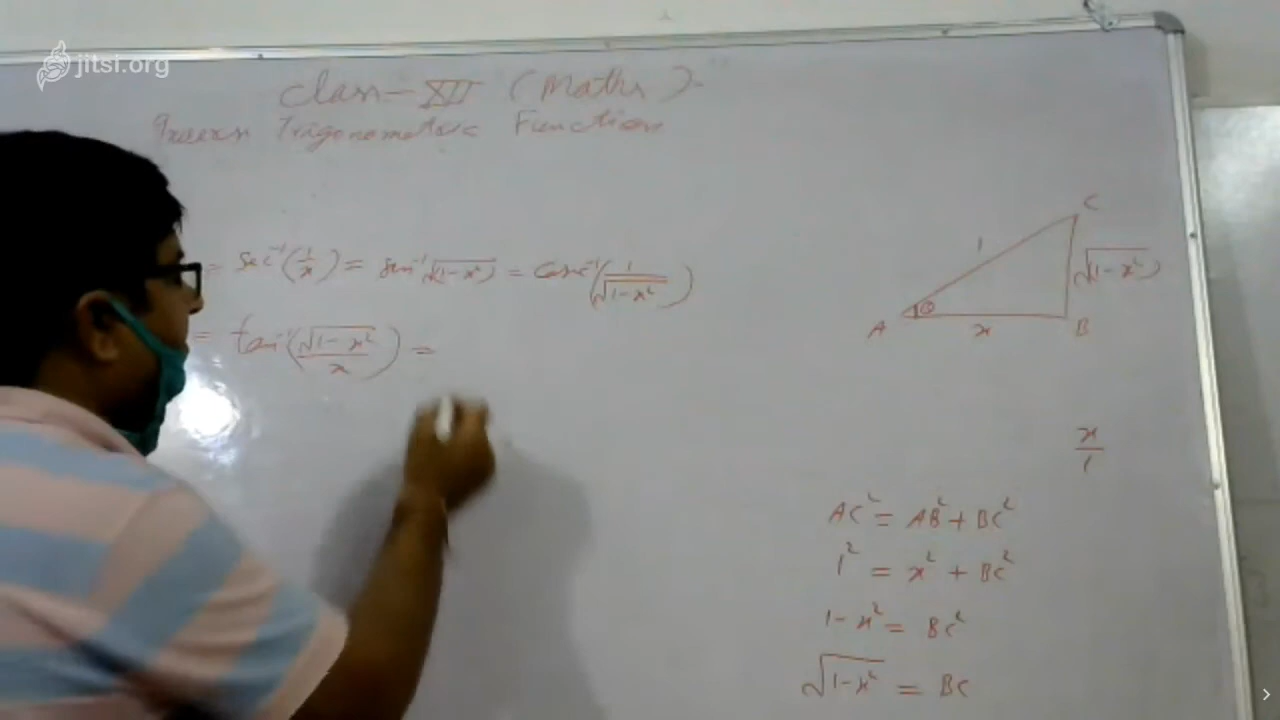 jitsi.org
Class-XII (Maths):-
Trigonometric Function
= Sec⁻¹(1/x) = Sin⁻¹√(1-x²) = Cosec⁻¹(1/√(1-x²))
= tan⁻¹(√(1-x²)/x) =
C
1
√(1-x²)
A θ x B
x/1
AC² = AB² + BC²
1² = x² + BC²
1-x² = BC²
√(1-x²) = BC